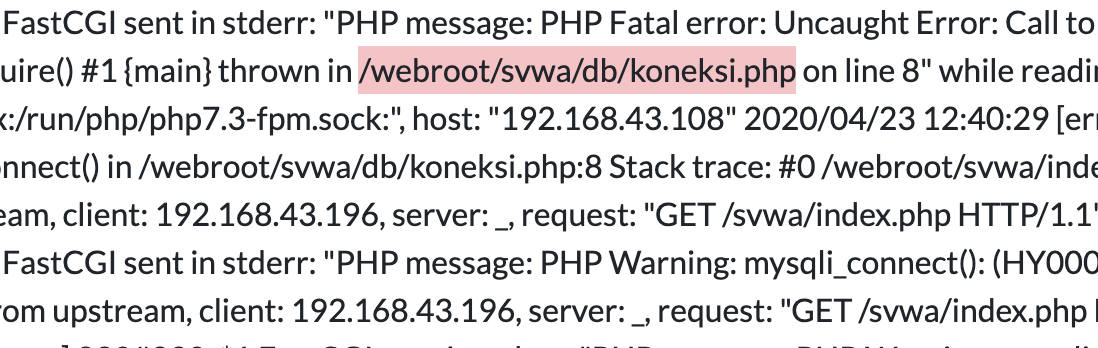 FastCGI sent in stderr: "PHP message: PHP Fatal error: Uncaught Error: Call to
uire() #1 {main} thrown in /webroot/svwa/db/koneksi.php on line 8" while readi
x:/run/php/php7.3-fpm.sock:", host: "192.168.43.108" 2020/04/23 12:40:29 [er
nnect() in /webroot/svwa/db/koneksi.php:8 Stack trace: #0 /webroot/svwa/inde
eam, client: 192.168.43.196, server: _, request: "GET /svwa/index.php HTTP/1.1"
FastCGI sent in stderr: "PHP message: PHP Warning: mysqli_connect(): (HY000
rom upstream, client: 192.168.43.196, server: _, request: "GET /svwa/index.php